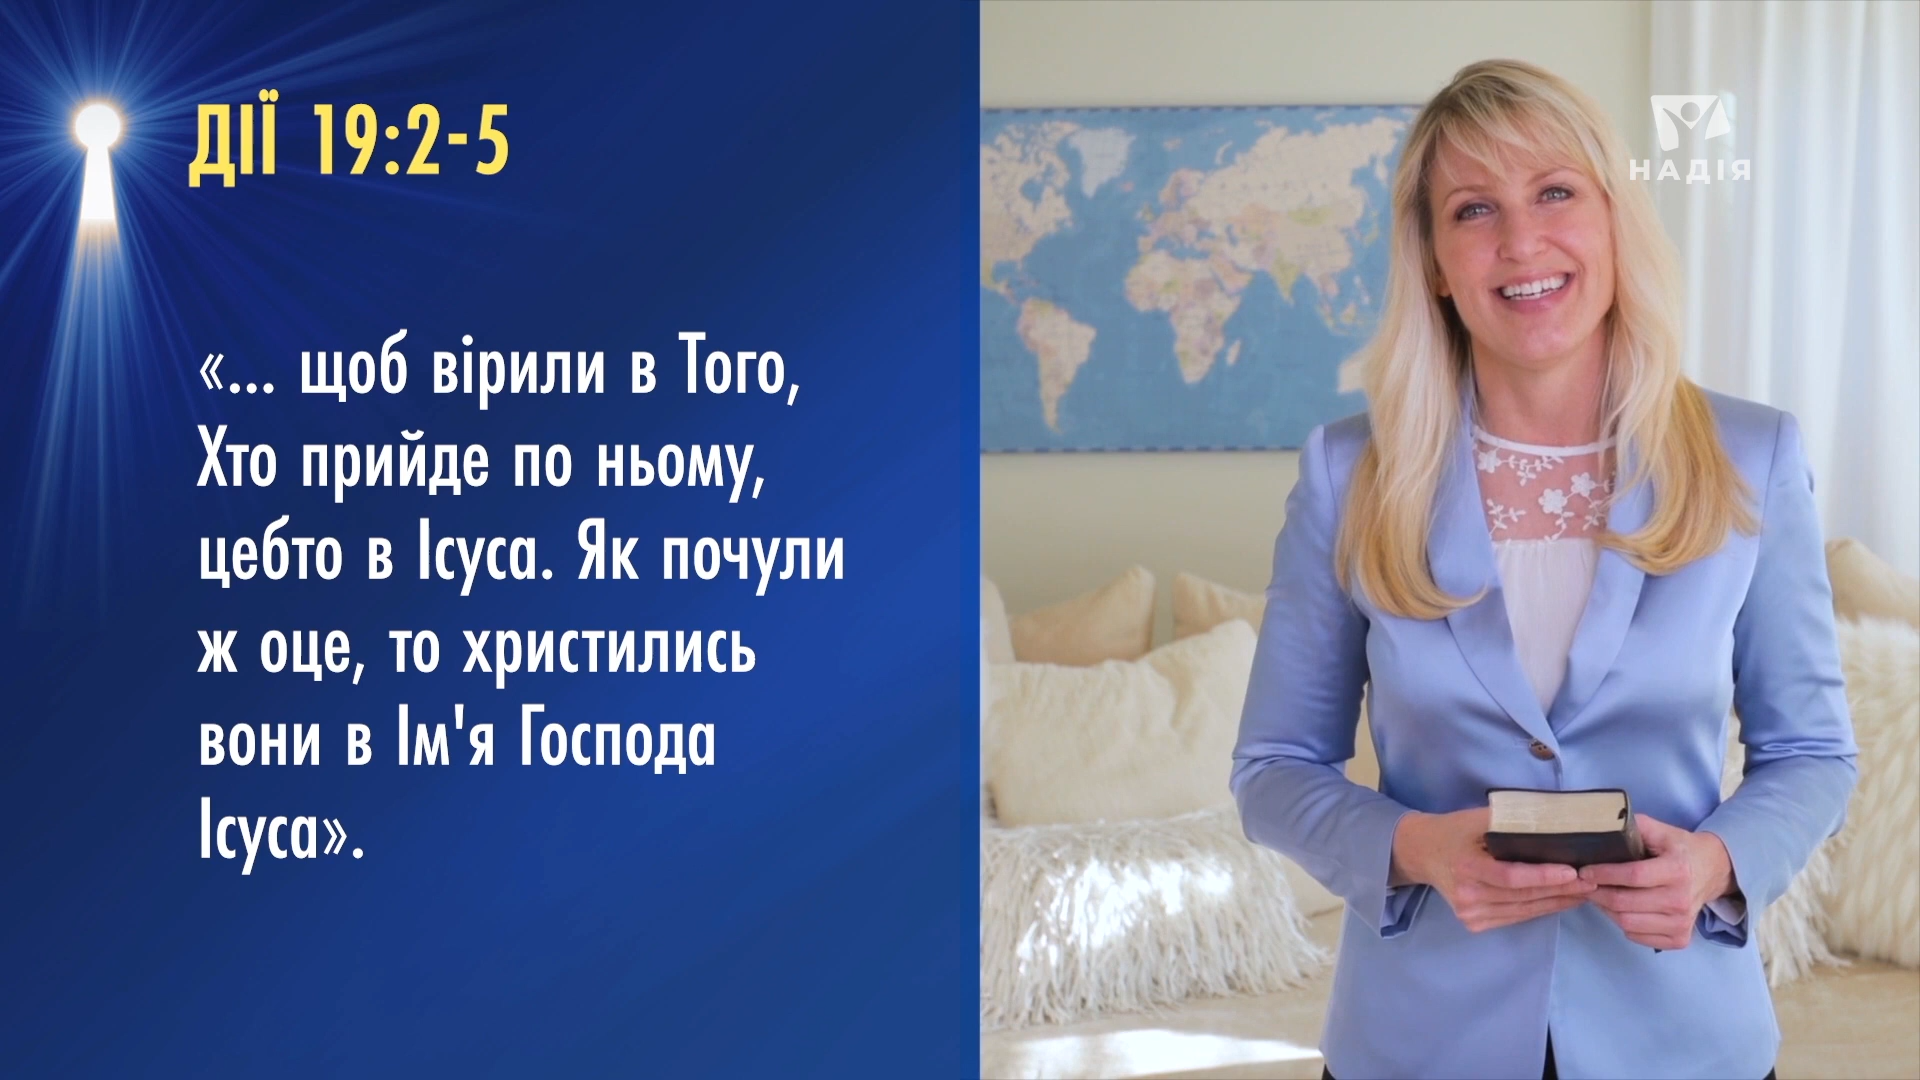 ДІЇ 19:2-5
«... щоб вірили в Того,
Хто прийде по ньому,
цебто в Ісуса. Як почули
ж оце, то христились
вони в Ім'я Господа
Ісуса».
НАДІЯ